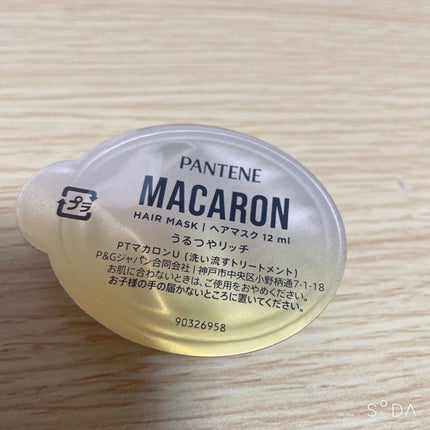 PANTENE
MACARON
HAIR MASK | ヘアマスク 12 ml
うるつやリッチ
PTマカロンU (洗い流すトリートメント)
P&Gジャパン合同会社 | 神戸市中央区小野柄通7-1-18
お肌に合わないときは、ご使用をおやめください。
お子様の手の届かないところに置いてください。
プラ
90326958
SODA